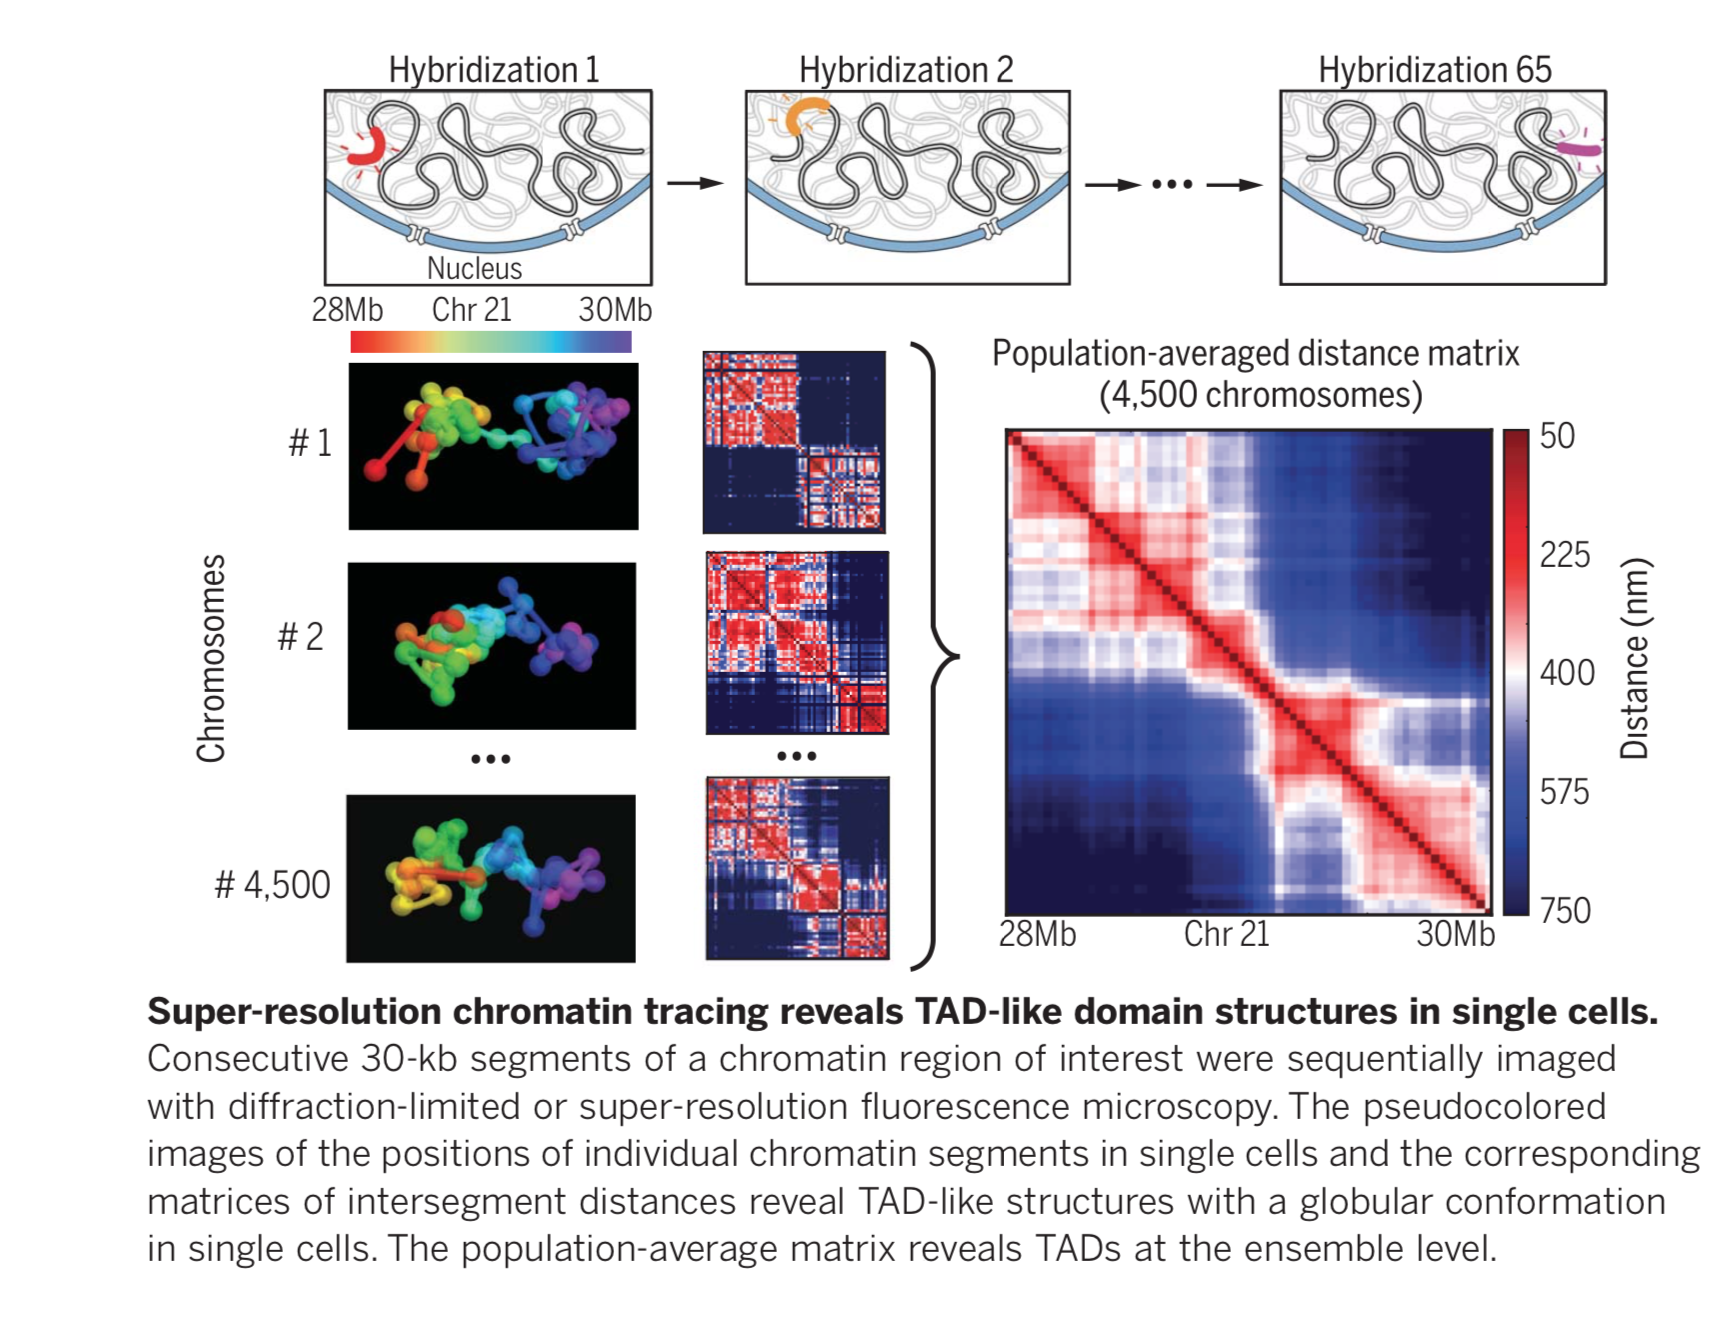 Hybridization 1
Hybridization 2
Hybridization 65
Nucleus
28Mb Chr 21 30Mb
Population-averaged distance matrix
(4,500 chromosomes)
Chromosomes
# 1
# 2
# 4,500
50
225
400
575
750
Distance (nm)
28Mb Chr 21 30Mb
Super-resolution chromatin tracing reveals TAD-like domain structures in single cells.
Consecutive 30-kb segments of a chromatin region of interest were sequentially imaged
with diffraction-limited or super-resolution fluorescence microscopy. The pseudocolored
images of the positions of individual chromatin segments in single cells and the corresponding
matrices of intersegment distances reveal TAD-like structures with a globular conformation
in single cells. The population-average matrix reveals TADs at the ensemble level.